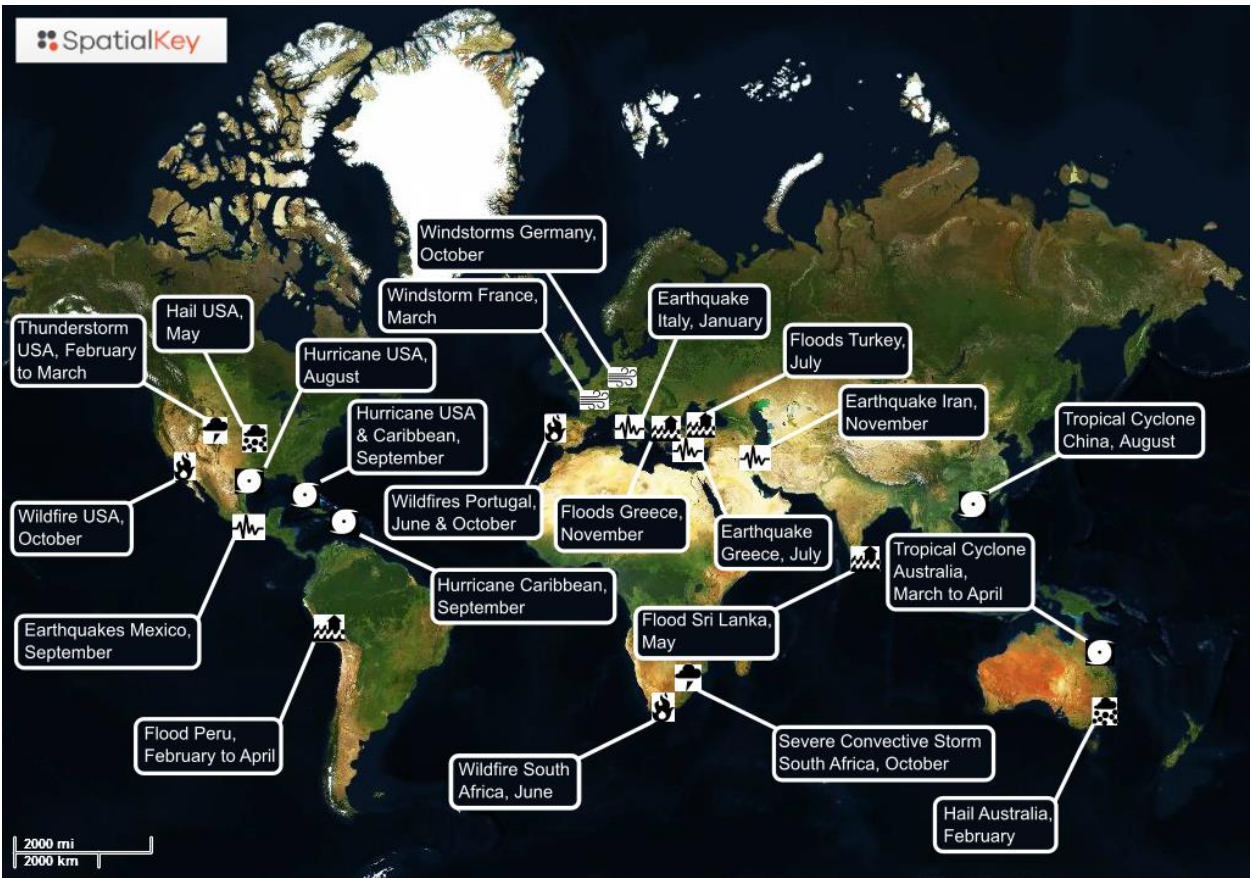 SpatialKey
Windstorms Germany,
October
Windstorm France,
March
Earthquake
Italy, January
Hail USA,
May
Thunderstorm
USA, February
to March
Floods Turkey,
July
Hurricane USA,
August
Earthquake Iran,
November
Hurricane USA
& Caribbean,
September
Tropical Cyclone
China, August
Wildfire USA,
October
Wildfires Portugal,
June & October
Floods Greece,
November
Earthquake
Greece, July
Tropical Cyclone
Australia,
March to April
Hurricane Caribbean,
September
Earthquakes Mexico,
September
Flood Sri Lanka,
May
Flood Peru,
February to April
Severe Convective Storm
South Africa, October
Wildfire South
Africa, June
Hail Australia,
February
2000 mi
2000 km